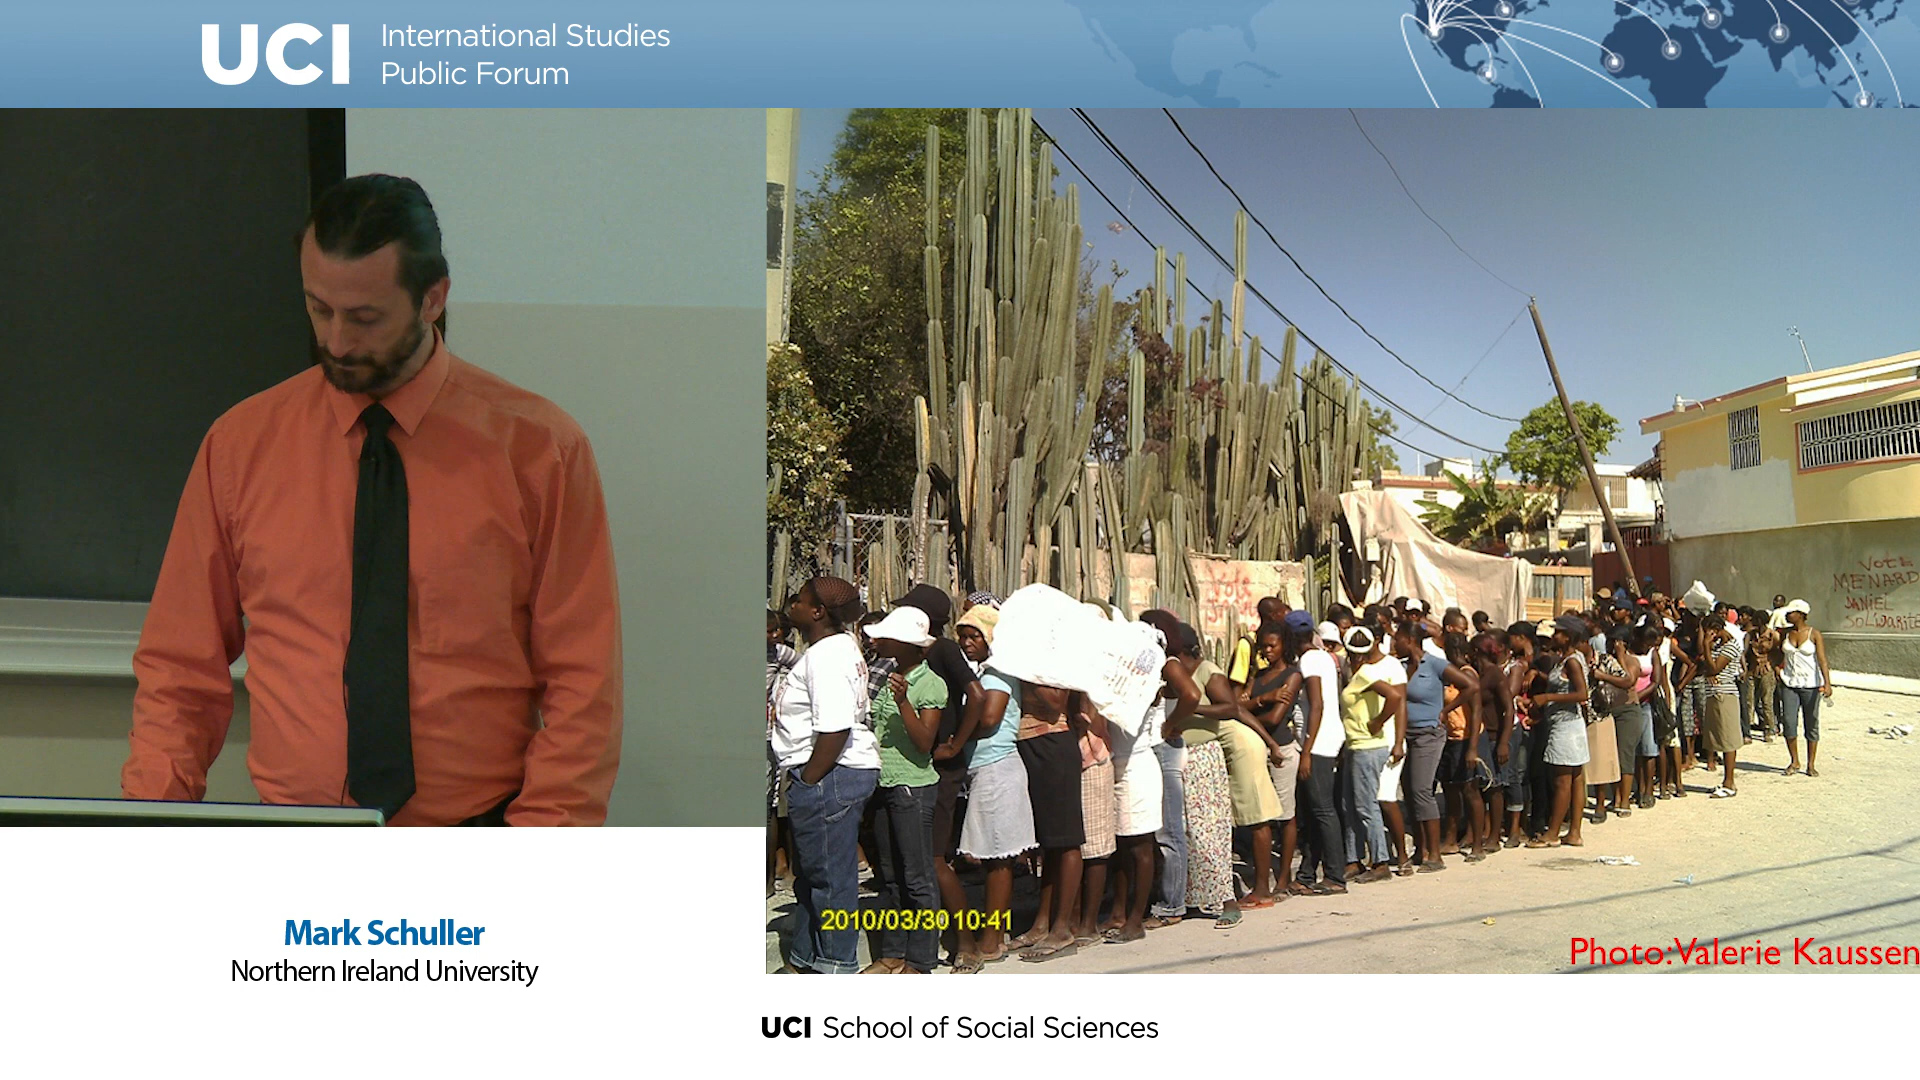 UCI
International Studies
Public Forum
Vote
MENARD
DANiEL
SoLidaritE
2010/03/30 10:41
Photo:Valerie Kaussen
Mark Schuller
Northern Ireland University
UCI School of Social Sciences